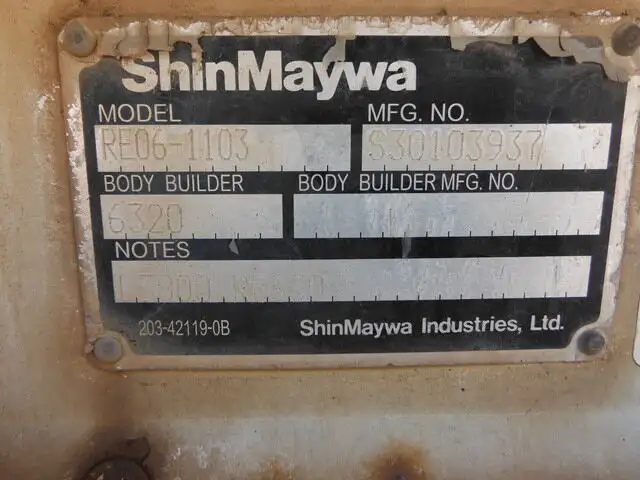 ShinMaywa
MODEL MFG. NO.
RE06-1103 S30103937
BODY BUILDER BODY BUILDER MFG. NO.
6320
NOTES
203-42119-0B ShinMaywa Industries, Ltd.